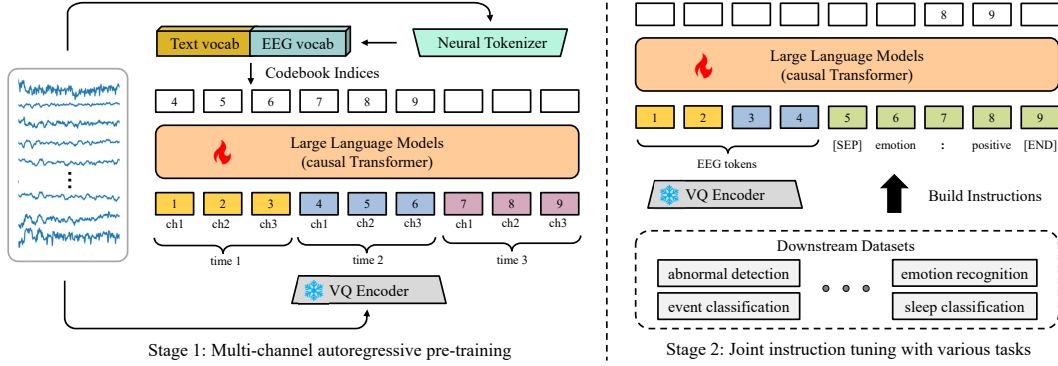 Text vocab EEG vocab
Neural Tokenizer
Codebook Indices
4 5 6 7 8 9
Large Language Models
(causal Transformer)
1 2 3 4 5 6 7 8 9
ch1 ch2 ch3 ch1 ch2 ch3 ch1 ch2 ch3
time 1 time 2 time 3
VQ Encoder
Stage 1: Multi-channel autoregressive pre-training
8 9
Large Language Models
(causal Transformer)
1 2 3 4 5 6 7 8 9
[SEP] emotion : positive [END]
EEG tokens
VQ Encoder
Build Instructions
Downstream Datasets
abnormal detection emotion recognition
event classification sleep classification
Stage 2: Joint instruction tuning with various tasks